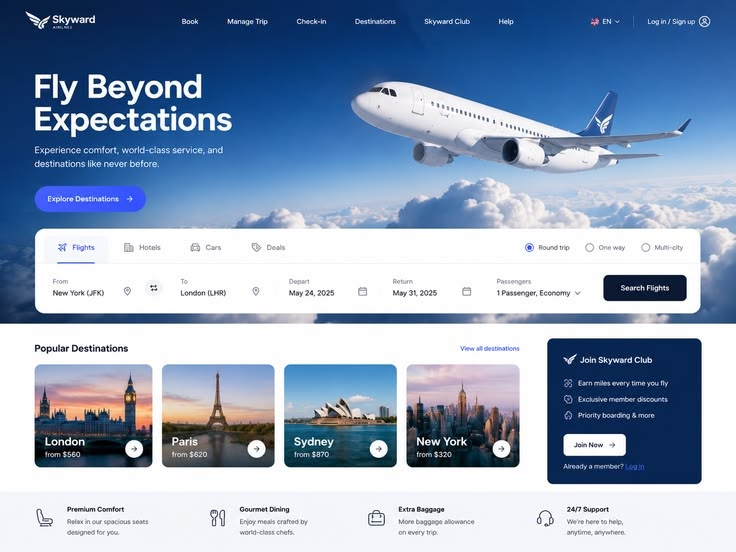 Skyward
AIRLINES
Book
Manage Trip
Check-in
Destinations
Skyward Club
Help
EN
Log in / Sign up
Fly Beyond
Expectations
Experience comfort, world-class service, and
destinations like never before.
Explore Destinations
Flights
Hotels
Cars
Deals
Round trip
One way
Multi-city
From
New York (JFK)
To
London (LHR)
Depart
May 24, 2025
Return
May 31, 2025
Passengers
1 Passenger, Economy
Search Flights
Popular Destinations
View all destinations
London
from $560
Paris
from $620
Sydney
from $870
New York
from $320
Join Skyward Club
Earn miles every time you fly
Exclusive member discounts
Priority boarding & more
Join Now
Already a member? Log in
Premium Comfort
Relax in our spacious seats
designed for you.
Gourmet Dining
Enjoy meals crafted by
world-class chefs.
Extra Baggage
More baggage allowance
on every trip.
24/7 Support
We're here to help,
anytime, anywhere.